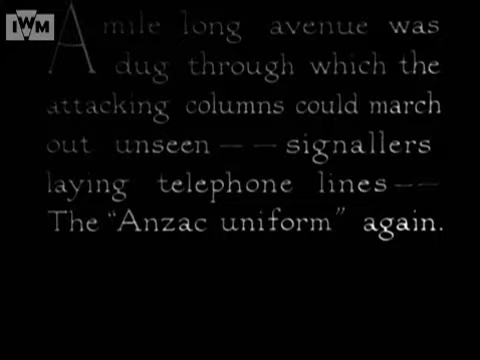 IWM
A mile long avenue was
dug through which the
attacking columns could march
out unseen — — signallers
laying telephone lines — —
The “Anzac uniform” again.